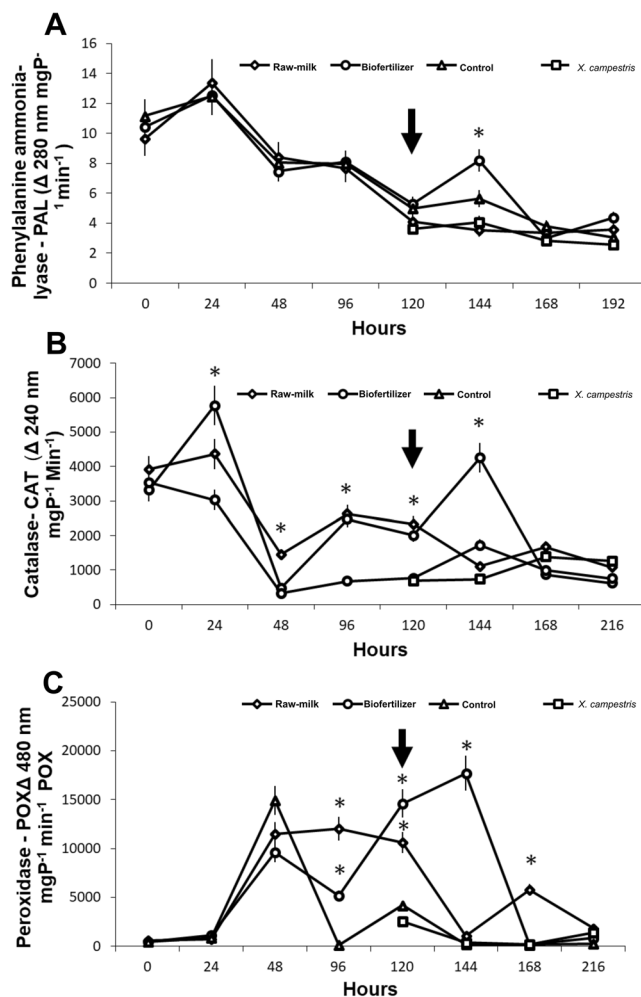 A
Phenylalanine ammonia-
lyase - PAL (Δ 280 nm mgP-
1 min-1 )
16
14
12
10
8
6
4
2
0
Raw-milk Biofertilizer Control X. campestris
*
0 24 48 96 120 144 168 192
Hours
B
Catalase- CAT (Δ 240 nm
mgP-1 Min-1)
7000
6000
5000
4000
3000
2000
1000
0
Raw-milk Biofertilizer Control X. campestris
* * * * *
0 24 48 96 120 144 168 216
Hours
C
Peroxidase - POXΔ 480 nm
mgP-1 min-1 POX
25000
20000
15000
10000
5000
0
Raw-milk Biofertilizer Control X. campestris
* * * * * *
0 24 48 96 120 144 168 216
Hours